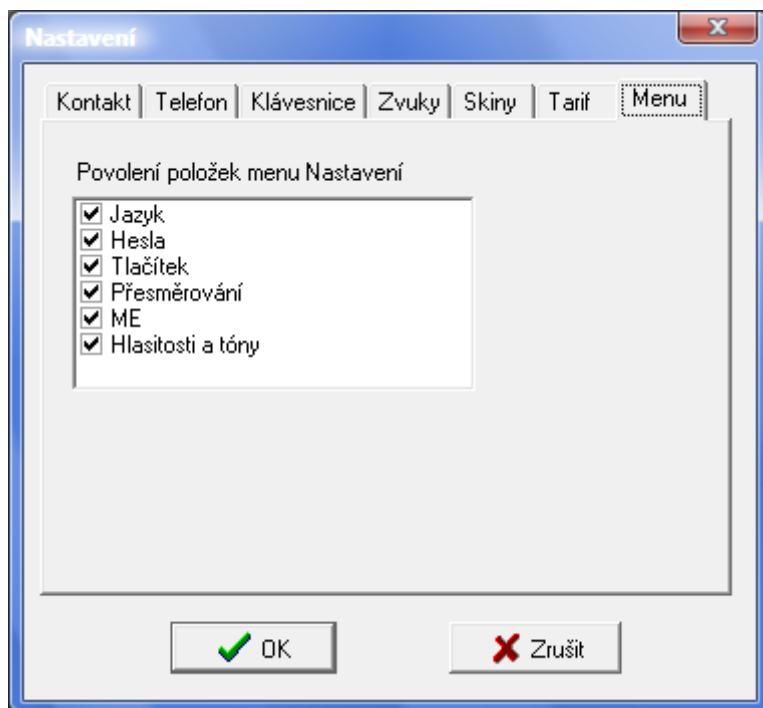 Nastavení
Kontakt Telefon Klávesnice Zvuky Skiny Tarif Menu
Povolení položek menu Nastavení
Jazyk
Hesla
Tlačítek
Přesměrování
ME
Hlasitosti a tóny
OK Zrušit